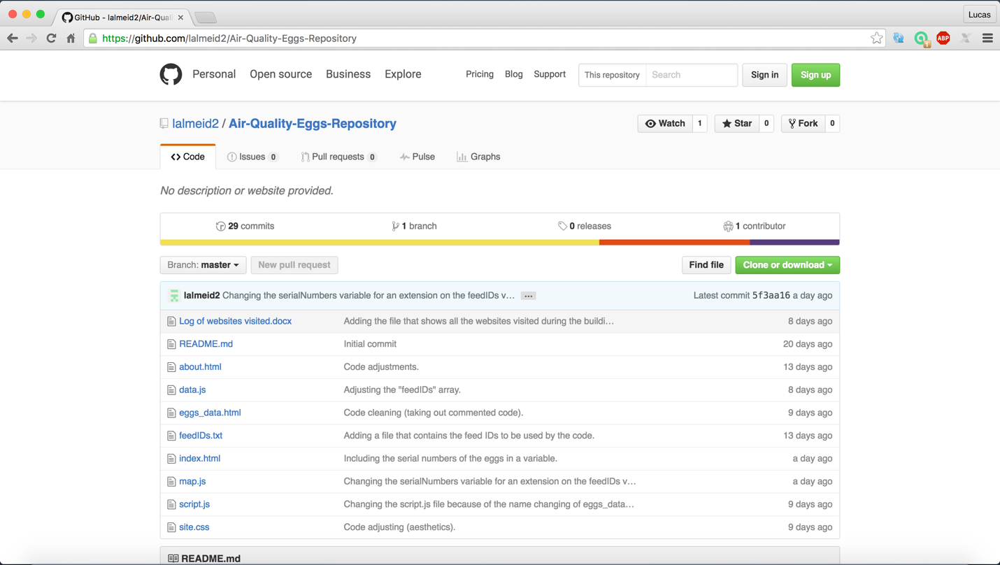 GitHub - lalmeid2/Air-Quali
Lucas
https://github.com/lalmeid2/Air-Quality-Eggs-Repository
ABP
Personal Open source Business Explore Pricing Blog Support This repository Search Sign in Sign up
lalmeid2 / Air-Quality-Eggs-Repository Watch 1 Star 0 Fork 0
Code Issues 0 Pull requests 0 Pulse Graphs
No description or website provided.
29 commits 1 branch 0 releases 1 contributor
Branch: master New pull request Find file Clone or download
lalmeid2 Changing the serialNumbers variable for an extension on the feedIDs v… … Latest commit 5f3aa16 a day ago
Log of websites visited.docx Adding the file that shows all the websites visited during the buildi… 8 days ago
README.md Initial commit 20 days ago
about.html Code adjustments. 13 days ago
data.js Adjusting the "feedIDs" array. 8 days ago
eggs_data.html Code cleaning (taking out commented code). 9 days ago
feedIDs.txt Adding a file that contains the feed IDs to be used by the code. 13 days ago
index.html Including the serial numbers of the eggs in a variable. a day ago
map.js Changing the serialNumbers variable for an extension on the feedIDs v… a day ago
script.js Changing the script.js file because of the name changing of eggs_data… 9 days ago
site.css Code adjusting (aesthetics). 9 days ago
README.md